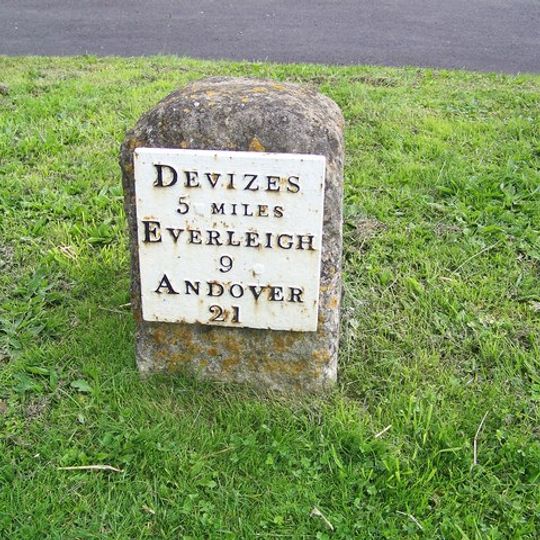 DEVIZES
5 MILES
EVERLEIGH
9
ANDOVER
21